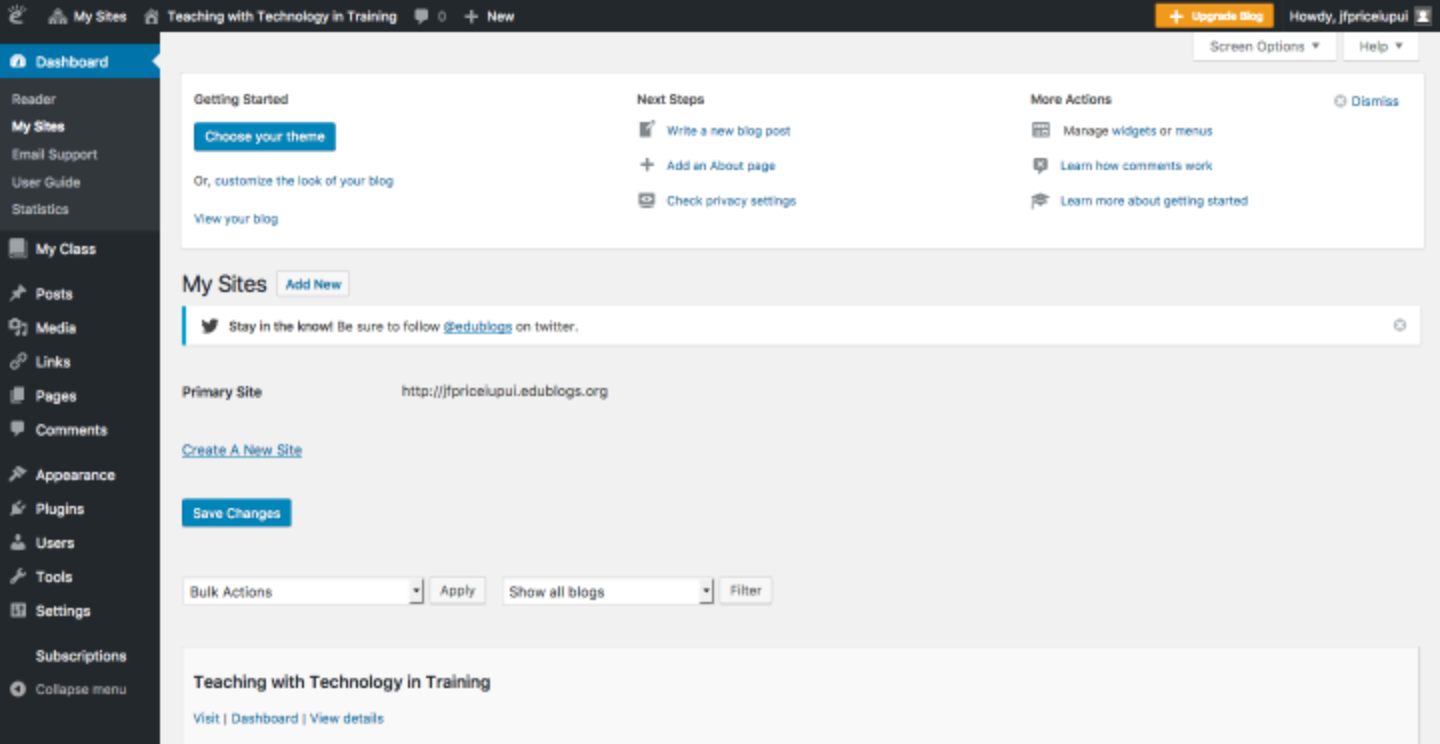 My Sites Teaching with Technology in Training 0 + New Upgrade Blog Howdy, jfpriceiupui
Screen Options Help
Dashboard
Reader
My Sites
Email Support
User Guide
Statistics
My Class
Posts
Media
Links
Pages
Comments
Appearance
Plugins
Users
Tools
Settings
Subscriptions
Collapse menu
Getting Started
Choose your theme
Or, customize the look of your blog
View your blog
Next Steps
Write a new blog post
Add an About page
Check privacy settings
More Actions
Dismiss
Manage widgets or menus
Learn how comments work
Learn more about getting started
My Sites Add New
Stay in the know! Be sure to follow @edublogs on twitter.
Primary Site http://jfpriceiupui.edublogs.org
Create A New Site
Save Changes
Bulk Actions Apply Show all blogs Filter
Teaching with Technology in Training
Visit | Dashboard | View details